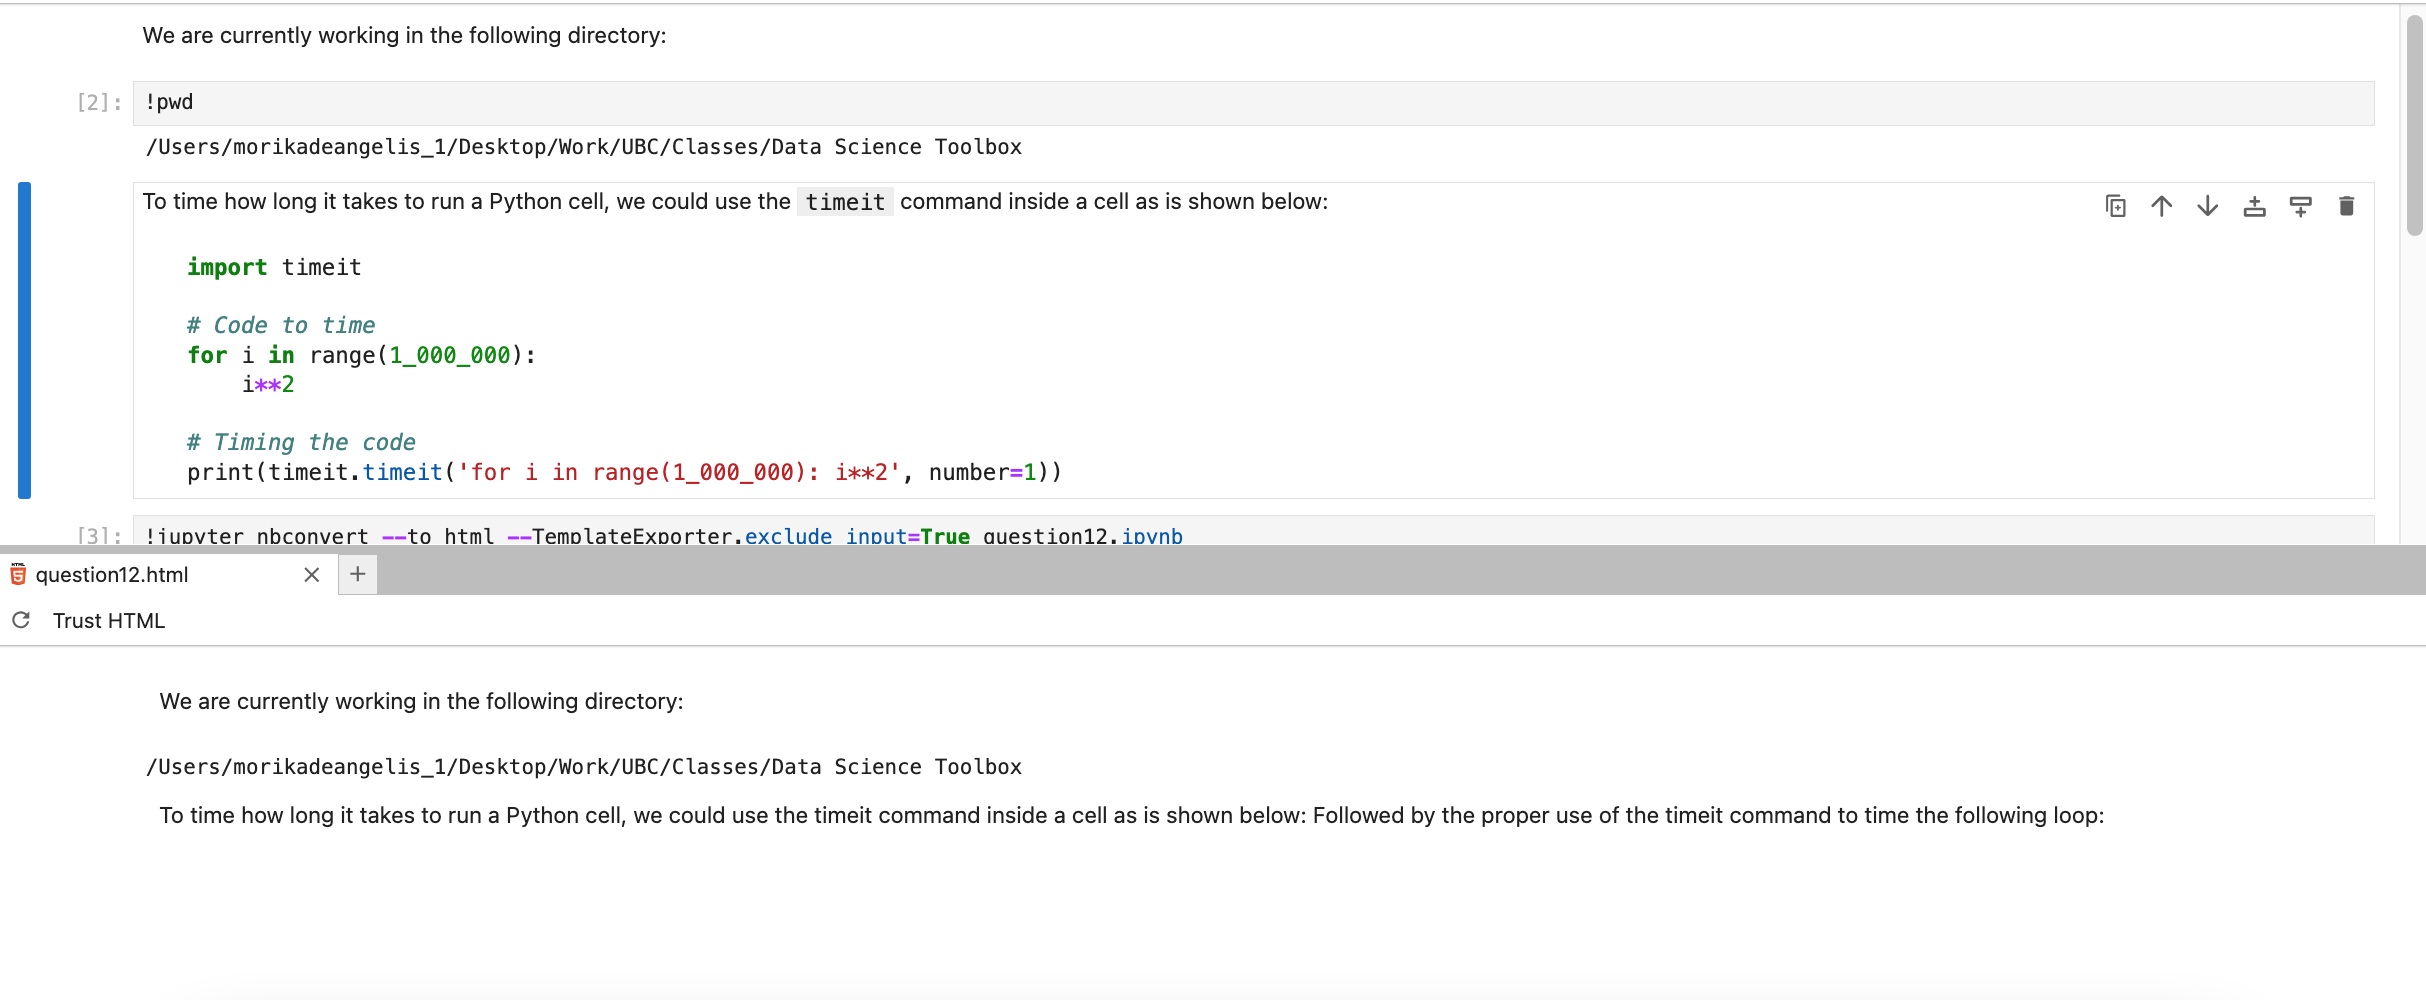 We are currently working in the following directory:
[2]: !pwd
/Users/morikadeangelis_1/Desktop/Work/UBC/Classes/Data Science Toolbox
To time how long it takes to run a Python cell, we could use the timeit command inside a cell as is shown below:
import timeit
# Code to time
for i in range(1_000_000):
    i**2
# Timing the code
print(timeit.timeit('for i in range(1_000_000): i**2', number=1))
[3]: !jupyter nbconvert --to html --TemplateExporter.exclude_input=True question12.ipynb
question12.html
Trust HTML
We are currently working in the following directory:
/Users/morikadeangelis_1/Desktop/Work/UBC/Classes/Data Science Toolbox
To time how long it takes to run a Python cell, we could use the timeit command inside a cell as is shown below: Followed by the proper use of the timeit command to time the following loop: